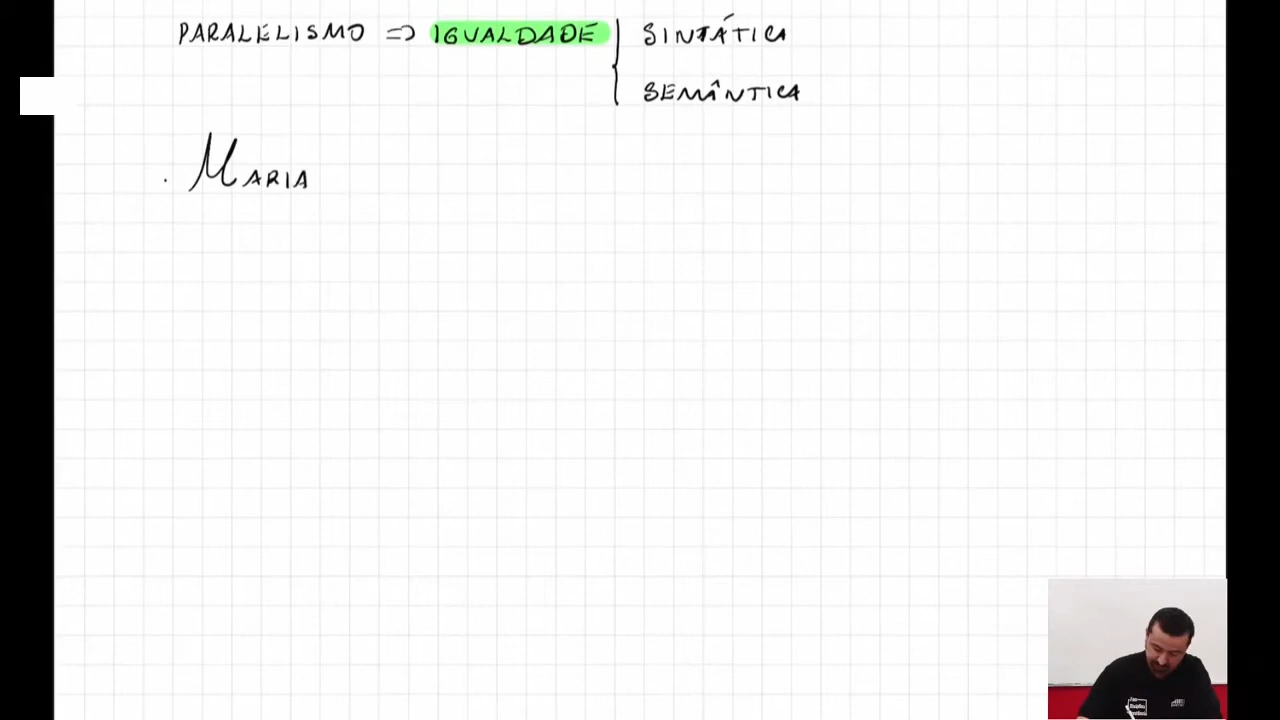 PARALELISMO => IGUALDADE { SINTÁTICA
SEMÂNTICA
. MARIA